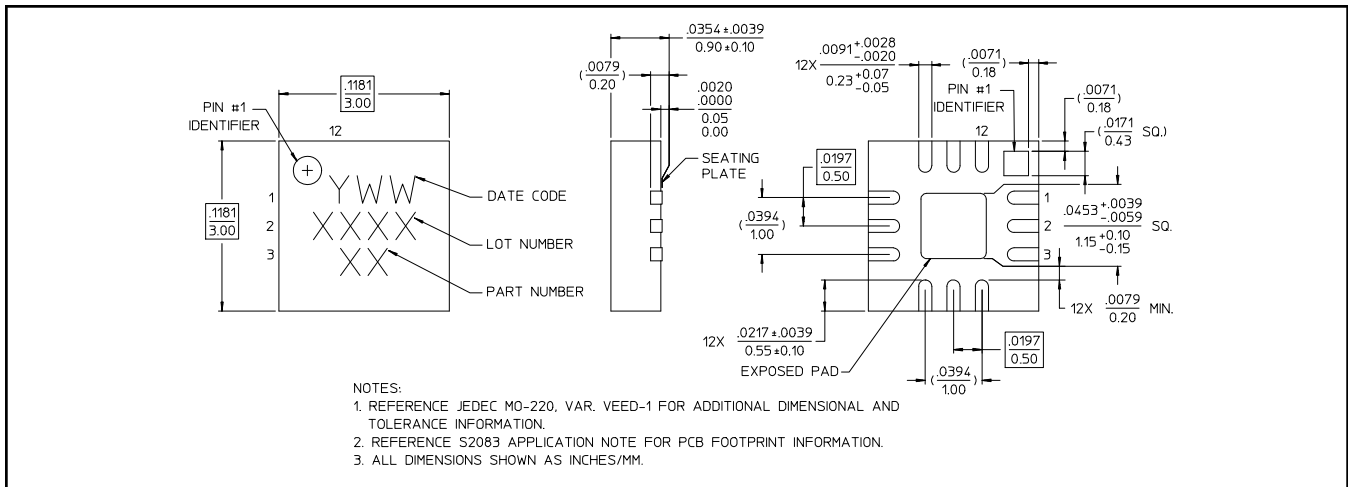 .1181
3.00
PIN #1
IDENTIFIER
12
.1181
3.00
1
2
3
YWW
XXXX
XX
DATE CODE
LOT NUMBER
PART NUMBER
.0354±.0039
0.90±0.10
(.0079
0.20)
.0020
.0000
0.05
0.00
SEATING
PLATE
12X .0091+.0028
-.0020
0.23+0.07
-0.05
(.0071
0.18)
PIN #1
IDENTIFIER
12
(.0071
0.18)
(.0171
0.43 SQ.)
.0197
0.50
(.0394
1.00)
1
2
3
.0453+.0039
-.0059 SQ.
1.15+0.10
-0.15
12X .0079 MIN.
0.20
12X .0217±.0039
0.55±0.10
EXPOSED PAD
(.0394
1.00)
.0197
0.50
NOTES:
1. REFERENCE JEDEC MO-220, VAR. VEED-1 FOR ADDITIONAL DIMENSIONAL AND
TOLERANCE INFORMATION.
2. REFERENCE S2083 APPLICATION NOTE FOR PCB FOOTPRINT INFORMATION.
3. ALL DIMENSIONS SHOWN AS INCHES/MM.